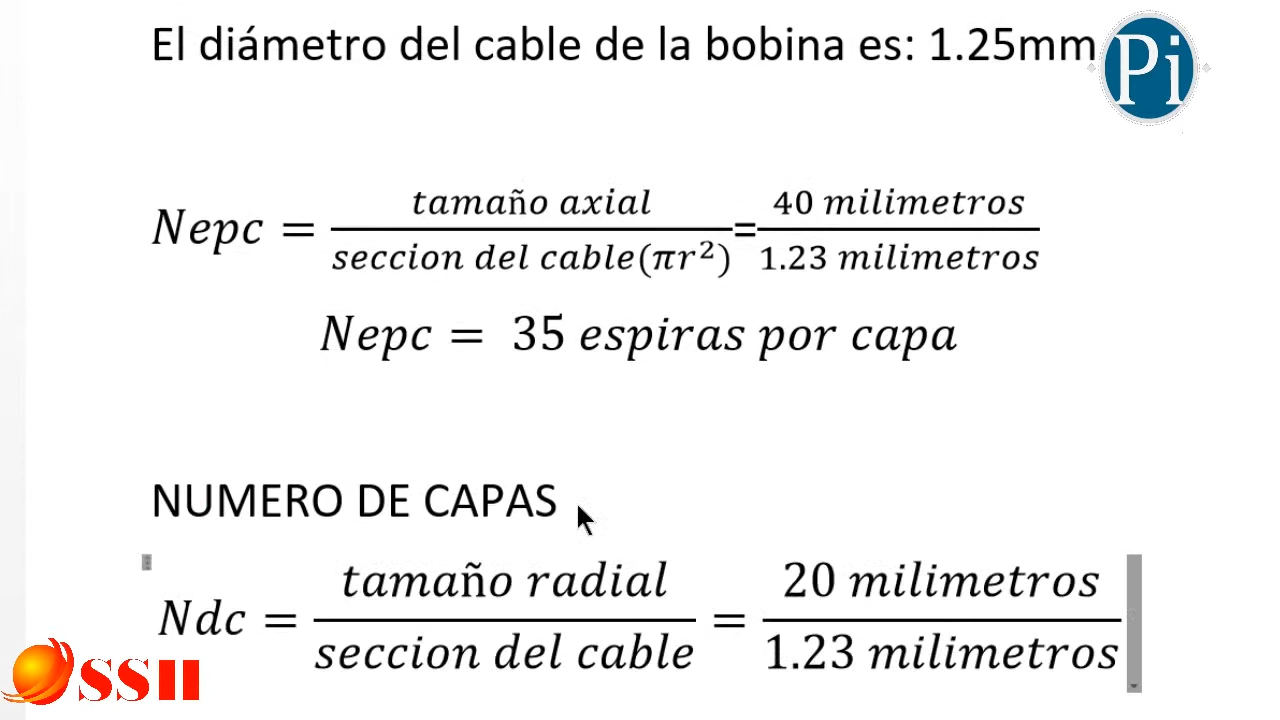 El diámetro del cable de la bobina es: 1.25mm
Pi
Nepc = tamaño axial / seccion del cable(πr²) = 40 milimetros / 1.23 milimetros
Nepc = 35 espiras por capa
NUMERO DE CAPAS
Ndc = tamaño radial / seccion del cable = 20 milimetros / 1.23 milimetros
SSII